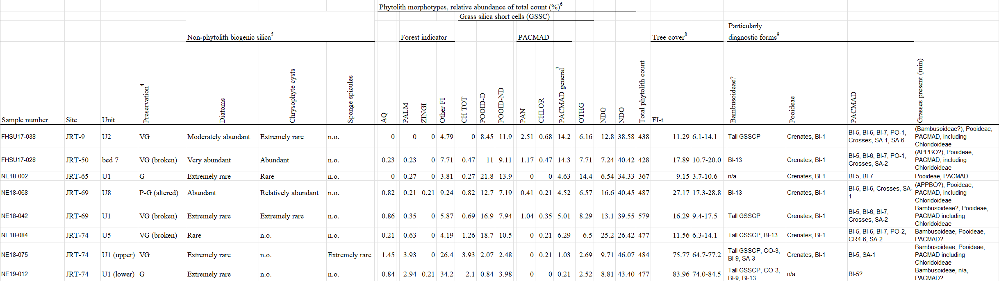 Phytolith morphotypes, relative abundance of total count (%)6
Grass silica short cells (GSSC)
Non-phytolith biogenic silica5 Forest indicator PACMAD Tree cover8 Particularly diagnostic forms9
Sample number Site Unit Preservation4 Diatoms Chrysophyte cysts Sponge spicules AQ PALM ZINGI Other FI CH TOT POOID-D POOID-ND PAN CHLOR PACMAD general7 OTHG NDG NDO Total phytolith count FI-t Bambusoideae? Pooideae PACMAD Grasses present (min)
FHSU17-038 JRT-9 U2 VG Moderately abundant Extremely rare n.o. 0 0 0 4.79 0 8.45 11.9 2.51 0.68 14.2 6.16 12.8 38.58 438 11.29 6.1-14.1 Tall GSSCP Crenates, BI-1 BI-5, BI-6, BI-7, PO-1, Crosses, SA-1, SA-6 (Bambusoideae?), Pooideae, PACMAD, including Chloridoideae
FHSU17-028 JRT-50 bed 7 VG (broken) Very abundant Abundant n.o. 0.23 0.23 0 7.71 0.47 11 9.11 1.17 0.47 14.3 7.71 7.24 40.42 428 17.89 10.7-20.0 BI-13 Crenates, BI-1 BI-5, BI-6, BI-7, PO-1, Crosses, SA-2 (APPBO?), Pooideae, PACMAD, including Chloridoideae
NE18-002 JRT-65 U1 G Extremely rare Rare n.o. 0 0.27 0 3.81 0.27 21.8 13.9 0 0 4.63 14.4 6.54 34.33 367 9.15 3.7-10.6 n/a Crenates, BI-1 BI-5, BI-7 Pooideae, PACMAD
NE18-068 JRT-69 U8 P-G (altered) Abundant Relatively abundant n.o. 0.82 0.21 0.21 9.24 0.82 12.7 7.19 0.41 0.21 4.52 6.57 16.6 40.45 487 27.17 17.3-28.8 BI-13 Crenates, BI-1 BI-5, BI-6, Crosses, SA-1 (APPBO?), Pooideae, PACMAD, including Chloridoideae
NE18-042 JRT-69 U1 VG (broken) Extremely rare Extremely rare n.o. 0.86 0.35 0 5.87 0.69 16.9 7.94 1.04 0.35 5.01 8.29 13.1 39.55 579 16.29 9.4-17.5 Tall GSSCP Crenates, BI-1 BI-5, BI-6, BI-7, Crosses, SA-2 Bambusoideae?, Pooideae, PACMAD including Chloridoideae
NE18-084 JRT-74 U5 VG (broken) Rare n.o. n.o. 0.21 0.63 0 4.19 1.26 18.7 10.5 0 0.21 6.29 6.5 25.2 26.42 477 11.56 6.3-14.1 Tall GSSCP, BI-13 Crenates, BI-1 BI-5, BI-6, BI-7, PO-2, CR4-6, SA-2 Bambusoideae, Pooideae, PACMAD?
NE18-075 JRT-74 U1 (upper) VG Extremely rare n.o. Extremely rare 1.45 3.93 0 26.4 3.93 2.07 2.48 0 0.21 1.03 2.69 9.71 46.07 484 75.77 64.7-77.2 Tall GSSCP, CO-3, BI-9, SA-3 Crenates, BI-1 BI-5, SA-1 Bambusoideae, Pooideae, PACMAD including Chloridoideae
NE19-012 JRT-74 U1 (lower) G Extremely rare n.o. n.o. 0.84 2.94 0.21 34.2 2.1 0.84 3.98 0 0 0.21 2.52 8.81 43.40 477 83.96 74.0-84.5 Tall GSSCP, CO-3, BI-9, BI-13 n/a BI-5? Bambusoideae, n/a, PACMAD?